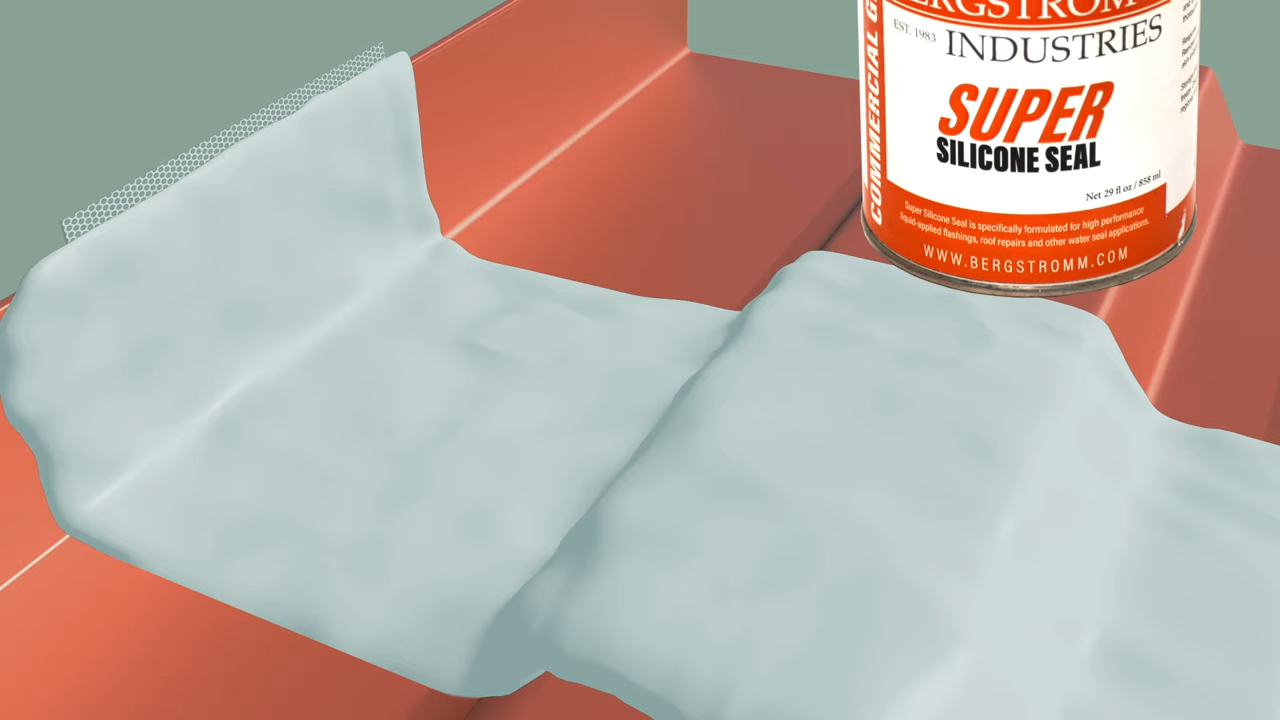 BERGSTROMM
EST. 1983
INDUSTRIES
COMMERCIAL
SUPER
SILICONE SEAL
Net 29 fl oz / 858 ml
Super Silicone Seal is specifically formulated for high performance
liquid-applied flashings, roof repairs and other water seal applications.
WWW.BERGSTROMM.COM